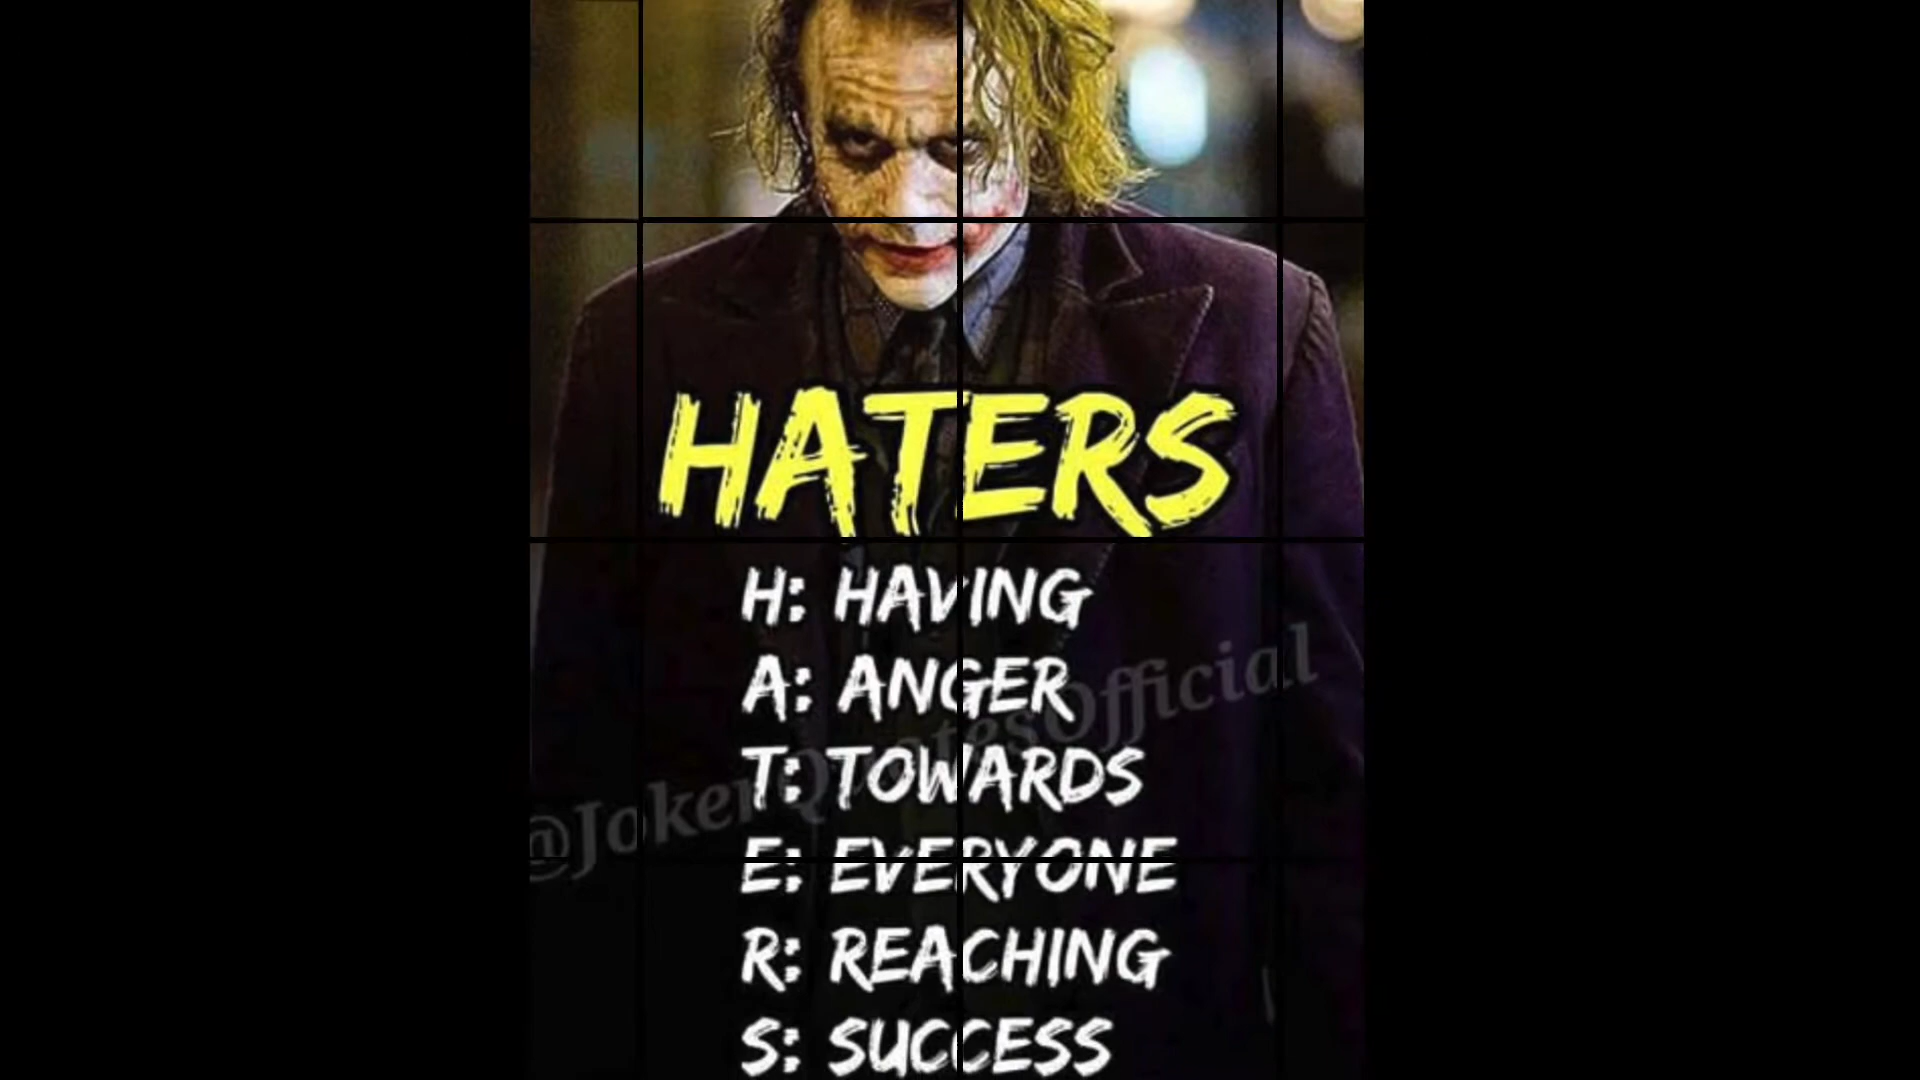 HATERS
H: HAVING
A: ANGER
T: TOWARDS
E: EVERYONE
R: REACHING
S: SUCCESS
@JokerQuotesOfficial